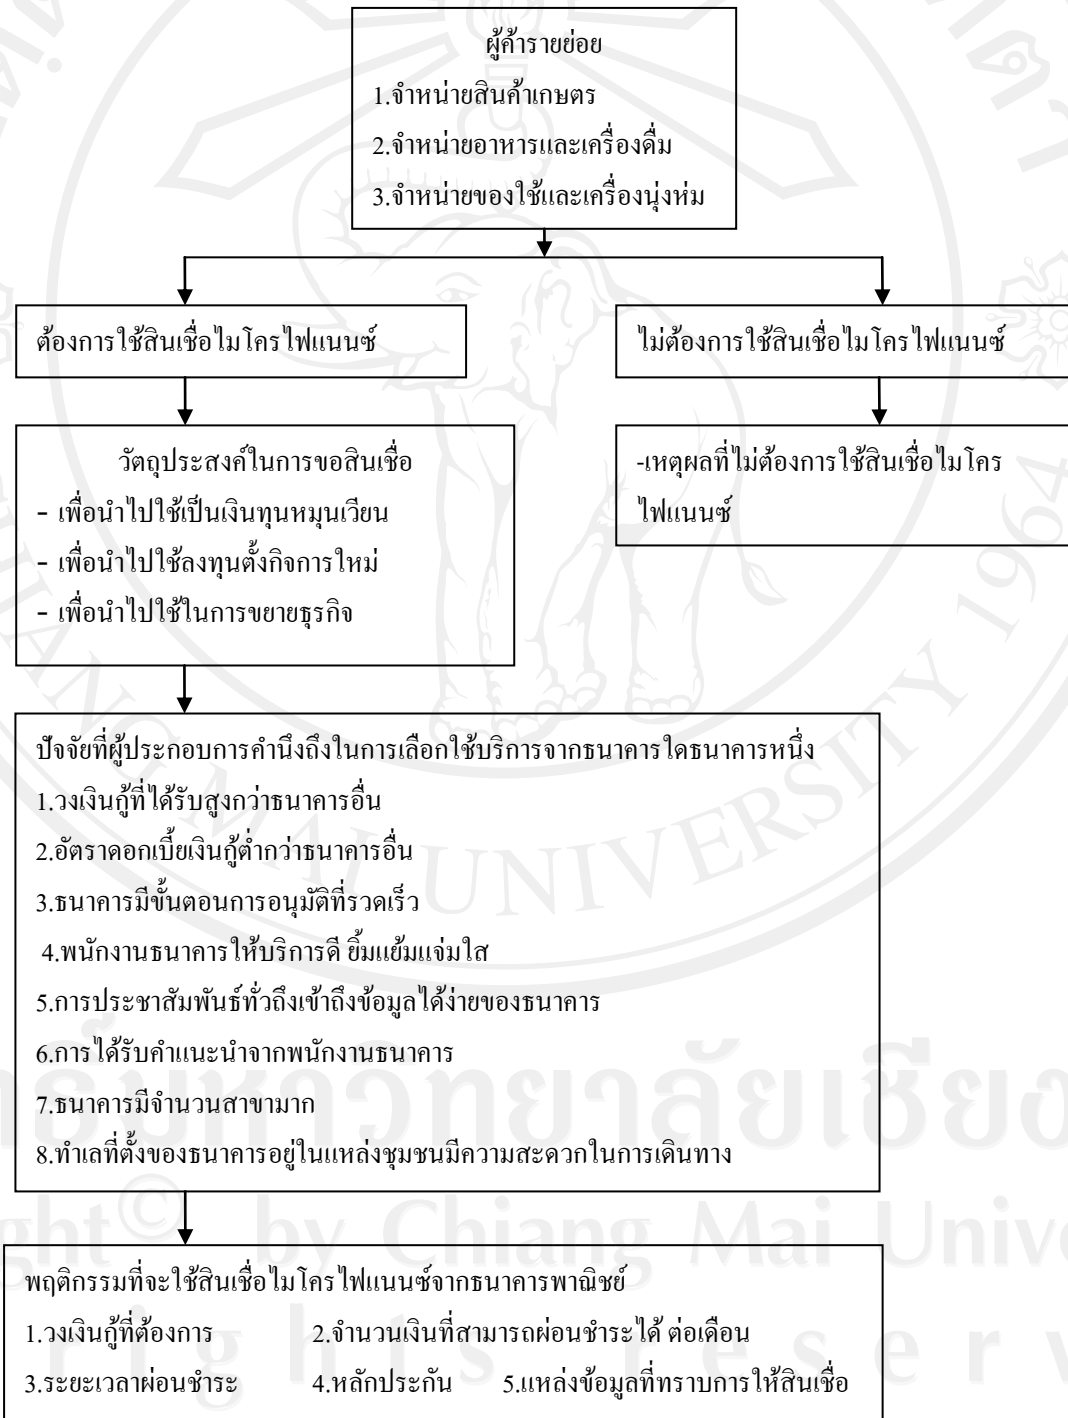 ผู้ค้ารายย่อย
1.จำหน่ายสินค้าเกษตร
2.จำหน่ายอาหารและเครื่องดื่ม
3.จำหน่ายของใช้และเครื่องนุ่งห่ม
ต้องการใช้สินเชื่อไมโครไฟแนนซ์
ไม่ต้องการใช้สินเชื่อไมโครไฟแนนซ์
วัตถุประสงค์ในการขอสินเชื่อ
- เพื่อนำไปใช้เป็นเงินทุนหมุนเวียน
- เพื่อนำไปใช้ลงทุนตั้งกิจการใหม่
- เพื่อนำไปใช้ในการขยายธุรกิจ
-เหตุผลที่ไม่ต้องการใช้สินเชื่อไมโคร
ไฟแนนซ์
ปัจจัยที่ผู้ประกอบการคำนึงถึงในการเลือกใช้บริการจากธนาคารใดธนาคารหนึ่ง
1.วงเงินกู้ที่ได้รับสูงกว่าธนาคารอื่น
2.อัตราดอกเบี้ยเงินกู้ต่ำกว่าธนาคารอื่น
3.ธนาคารมีขั้นตอนการอนุมัติที่รวดเร็ว
4.พนักงานธนาคารให้บริการดี ยิ้มแย้มแจ่มใส
5.การประชาสัมพันธ์ทั่วถึงเข้าถึงข้อมูลได้ง่ายของธนาคาร
6.การได้รับคำแนะนำจากพนักงานธนาคาร
7.ธนาคารมีจำนวนสาขามาก
8.ทำเลที่ตั้งของธนาคารอยู่ในแหล่งชุมชนมีความสะดวกในการเดินทาง
พฤติกรรมที่จะใช้สินเชื่อไมโครไฟแนนซ์จากธนาคารพาณิชย์
1.วงเงินกู้ที่ต้องการ 2.จำนวนเงินที่สามารถผ่อนชำระได้ ต่อเดือน
3.ระยะเวลาผ่อนชำระ 4.หลักประกัน 5.แหล่งข้อมูลที่ทราบการให้สินเชื่อ
CHIANG MAI UNIVERSITY 1964
© by Chiang Mai